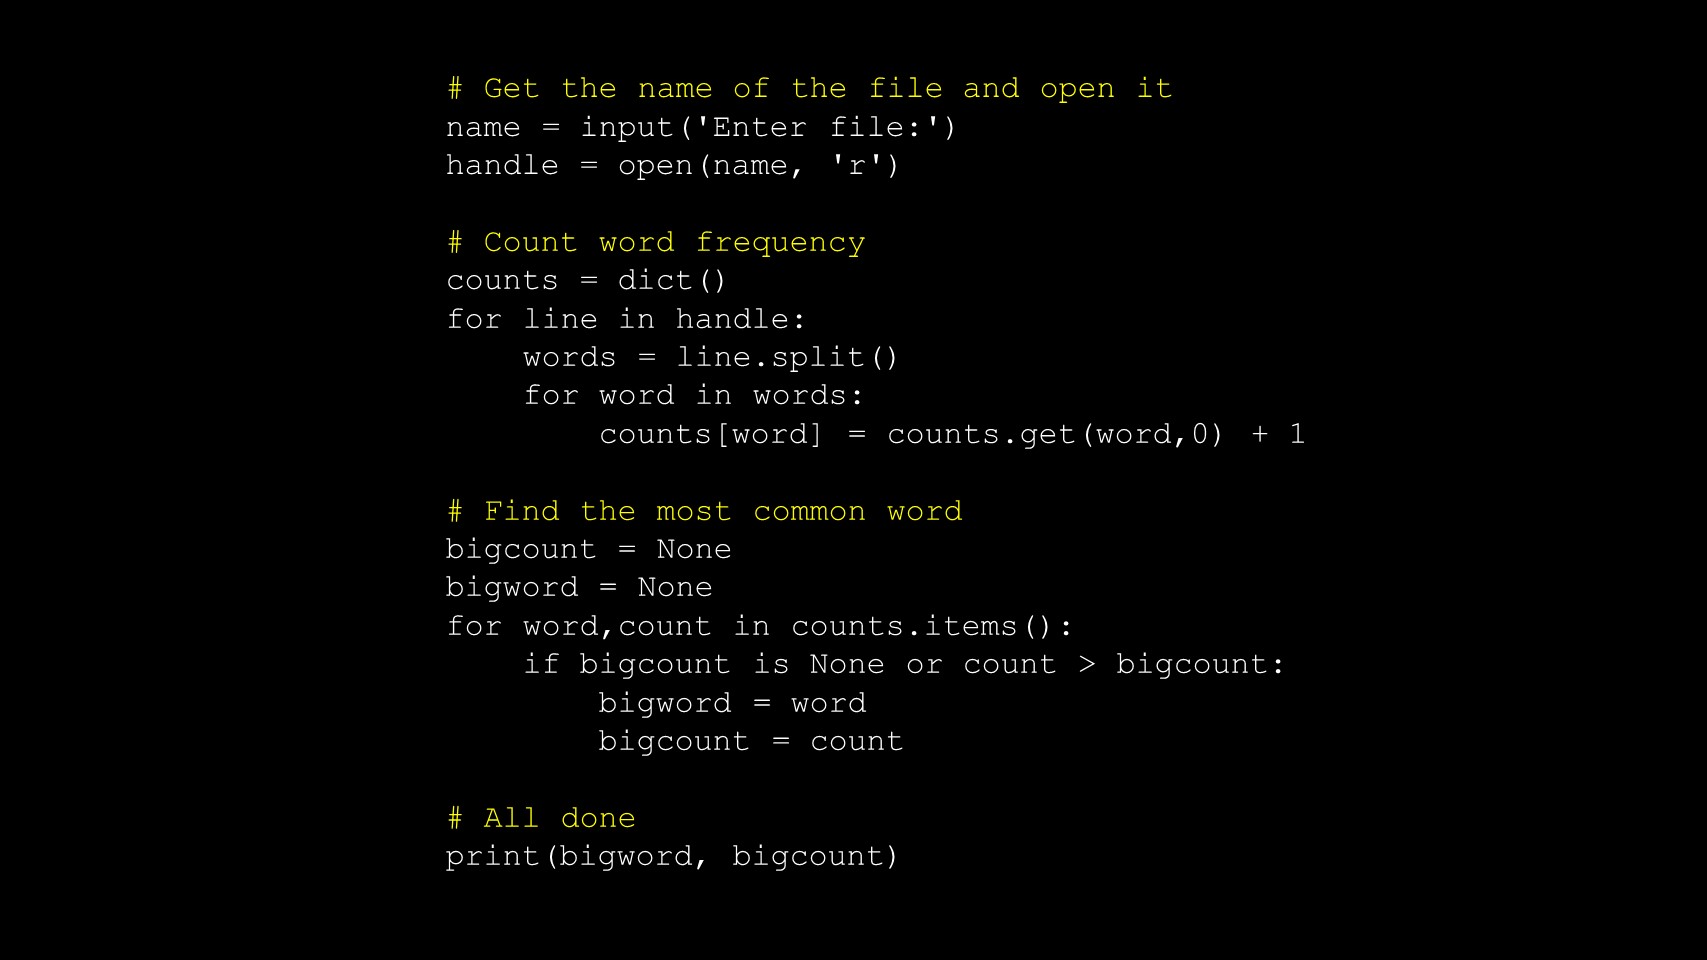 # Get the name of the file and open it
name = input('Enter file:')
handle = open(name, 'r')

# Count word frequency
counts = dict()
for line in handle:
    words = line.split()
    for word in words:
        counts[word] = counts.get(word,0) + 1

# Find the most common word
bigcount = None
bigword = None
for word,count in counts.items():
    if bigcount is None or count > bigcount:
        bigword = word
        bigcount = count

# All done
print(bigword, bigcount)